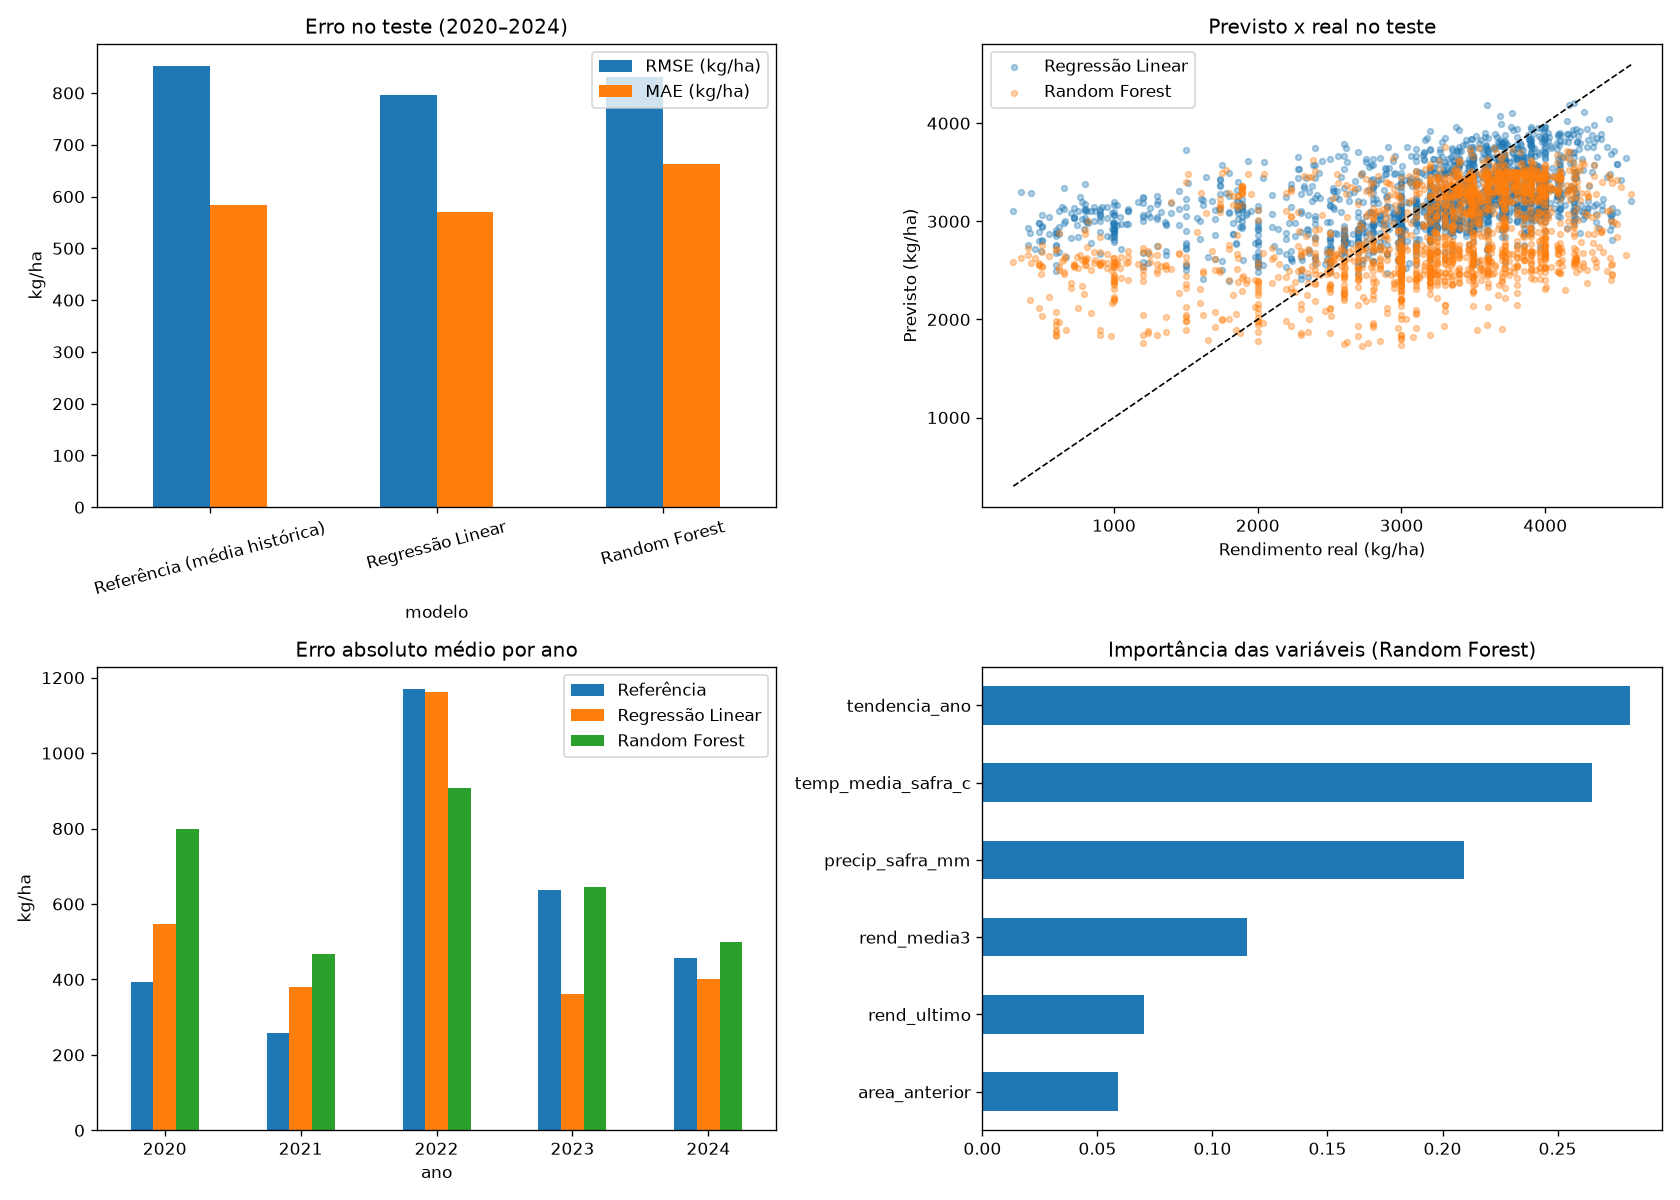 Erro no teste (2020–2024)
RMSE (kg/ha)
MAE (kg/ha)
kg/ha
800
700
600
500
400
300
200
100
0
Referência (média histórica)
Regressão Linear
Random Forest
modelo
Previsto x real no teste
Regressão Linear
Random Forest
Previsto (kg/ha)
4000
3000
2000
1000
1000
2000
3000
4000
Rendimento real (kg/ha)
Erro absoluto médio por ano
Referência
Regressão Linear
Random Forest
kg/ha
1200
1000
800
600
400
200
0
2020
2021
2022
2023
2024
ano
Importância das variáveis (Random Forest)
tendencia_ano
temp_media_safra_c
precip_safra_mm
rend_media3
rend_ultimo
area_anterior
0.00
0.05
0.10
0.15
0.20
0.25